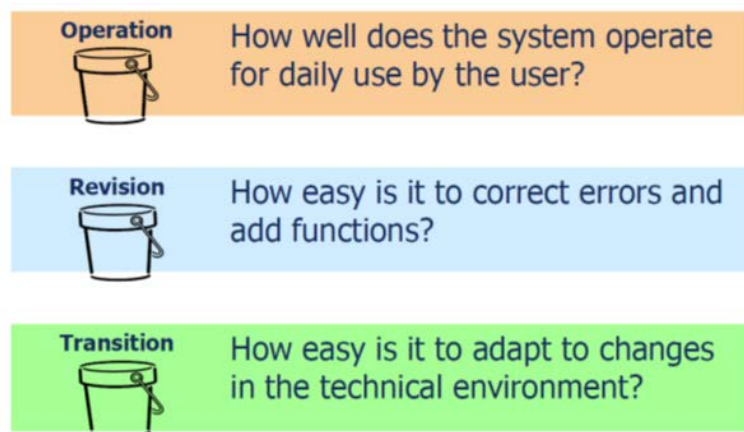 Operation
How well does the system operate
for daily use by the user?
Revision
How easy is it to correct errors and
add functions?
Transition
How easy is it to adapt to changes
in the technical environment?